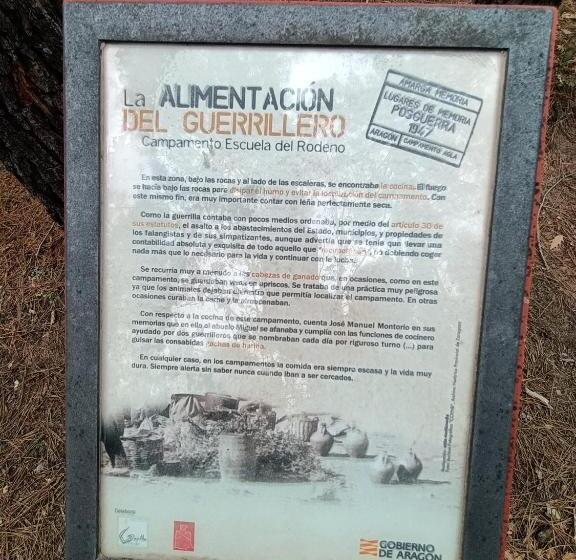 La ALIMENTACIÓN
DEL GUERRILLERO
Campamento Escuela del Rodeno
AMARGA MEMORIA
LUGARES DE MEMORIA
POSGUERRA
1947
ARAGÓN CAMPAMENTO AGLA
En esta zona, bajo las rocas y al lado de las escaleras, se encontraba la cocina. El fuego
se hacía bajo las rocas para disipar el humo y evitar la localización del campamento. Con
este mismo fin, era muy importante contar con leña perfectamente seca.
Como la guerrilla contaba con pocos medios ordenaba, por medio del artículo 30 de
sus estatutos, el asalto a los abastecimientos del Estado, municipios, y propiedades de
los falangistas y de sus simpatizantes, aunque advertía que se tenía que llevar una
contabilidad absoluta y exquisita de todo aquello que no debiendo coger
nada más que lo necesario para la vida y continuar con la lucha.
Se recurría muy a menudo a las cabezas de ganado que, en ocasiones, como en este
campamento, se guardaban vivas en apriscos. Se trataba de una práctica muy peligrosa
ya que los animales dejaban un rastro que permitía localizar el campamento. En otras
ocasiones curaban la carne y la almacenaban.
Con respecto a la cocina de este campamento, cuenta José Manuel Montorio en sus
memorias que en ella el abuelo Miguel se afanaba y cumplía con las funciones de cocinero
ayudado por dos guerrilleros que se nombraban cada día por riguroso turno (...) para
guisar las consabidas gachas de harina.
En cualquier caso, en los campamentos la comida era siempre escasa y la vida muy
dura. Siempre alerta sin saber nunca cuando iban a ser cercados.
Colabora:
GOBIERNO
DE ARAGÓN